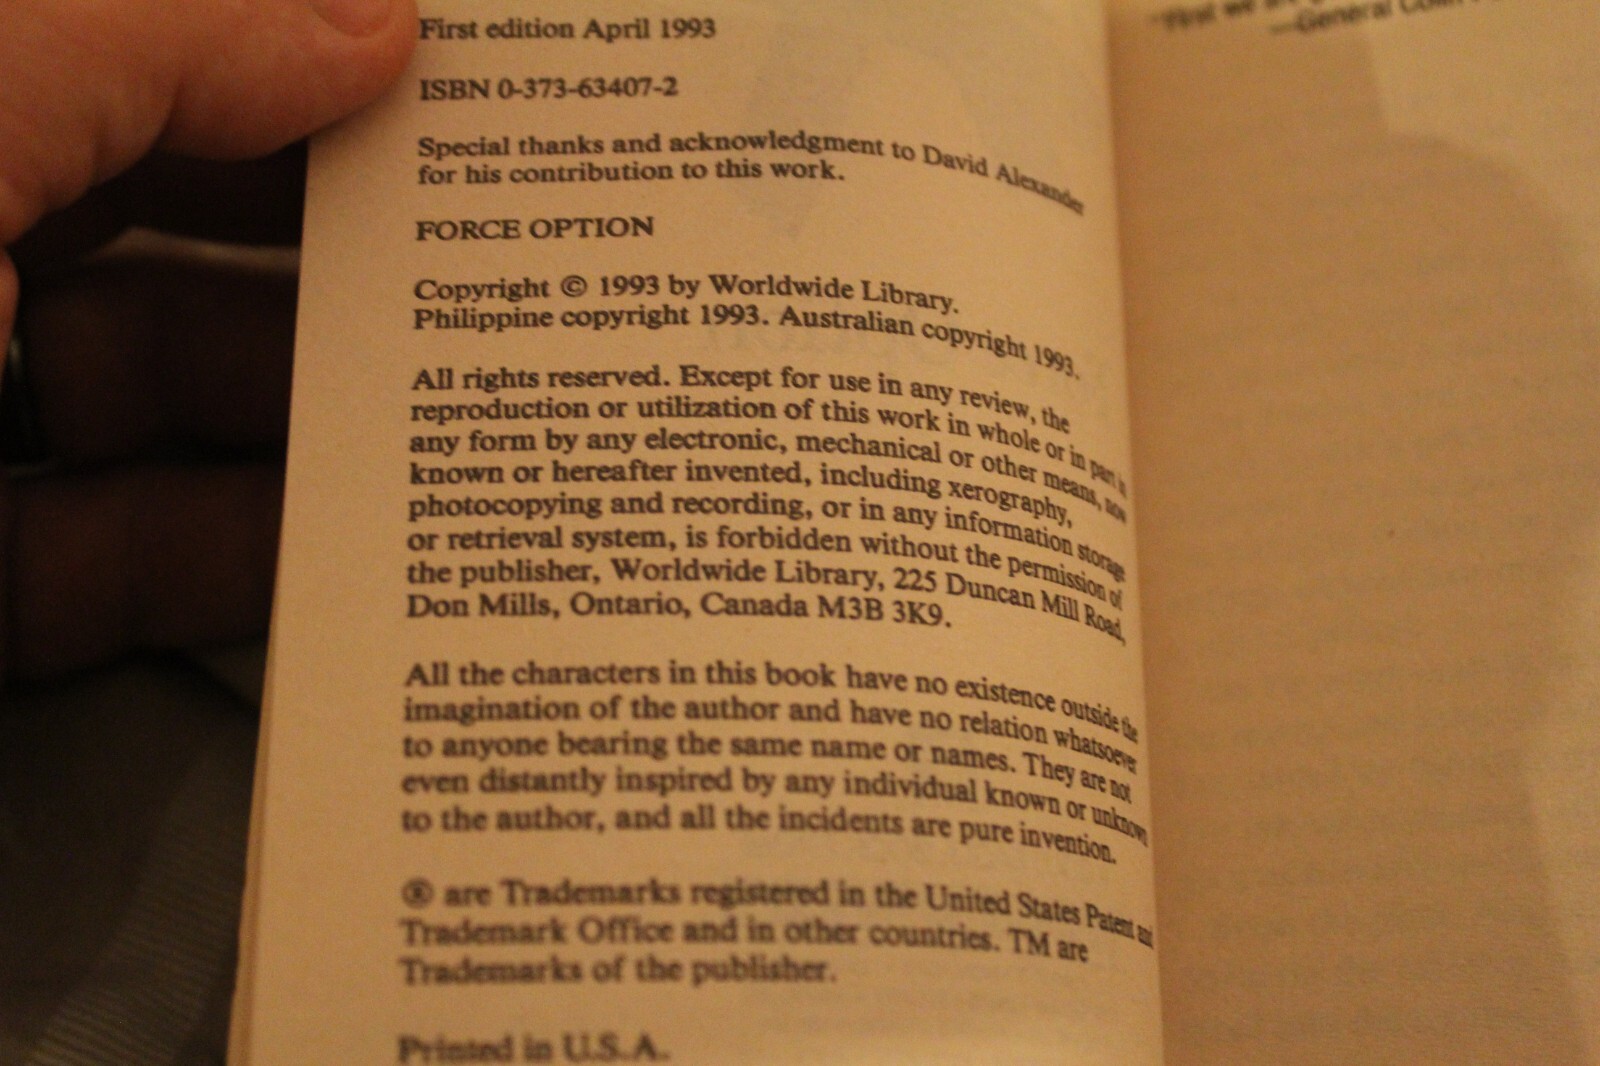 First edition April 1993
ISBN 0-373-63407-2
Special thanks and acknowledgment to David Alexander
for his contribution to this work.
FORCE OPTION
Copyright © 1993 by Worldwide Library.
Philippine copyright 1993. Australian copyright 1993.
All rights reserved. Except for use in any review, the
reproduction or utilization of this work in whole or in part in
any form by any electronic, mechanical or other means, now
known or hereafter invented, including xerography,
photocopying and recording, or in any information storage
or retrieval system, is forbidden without the permission of
the publisher, Worldwide Library, 225 Duncan Mill Road,
Don Mills, Ontario, Canada M3B 3K9.
All the characters in this book have no existence outside the
imagination of the author and have no relation whatsoever
to anyone bearing the same name or names. They are not
even distantly inspired by any individual known or unknown
to the author, and all the incidents are pure invention.
® are Trademarks registered in the United States Patent and
Trademark Office and in other countries. TM are
Trademarks of the publisher.
Printed in U.S.A.
"First we
—General Colin